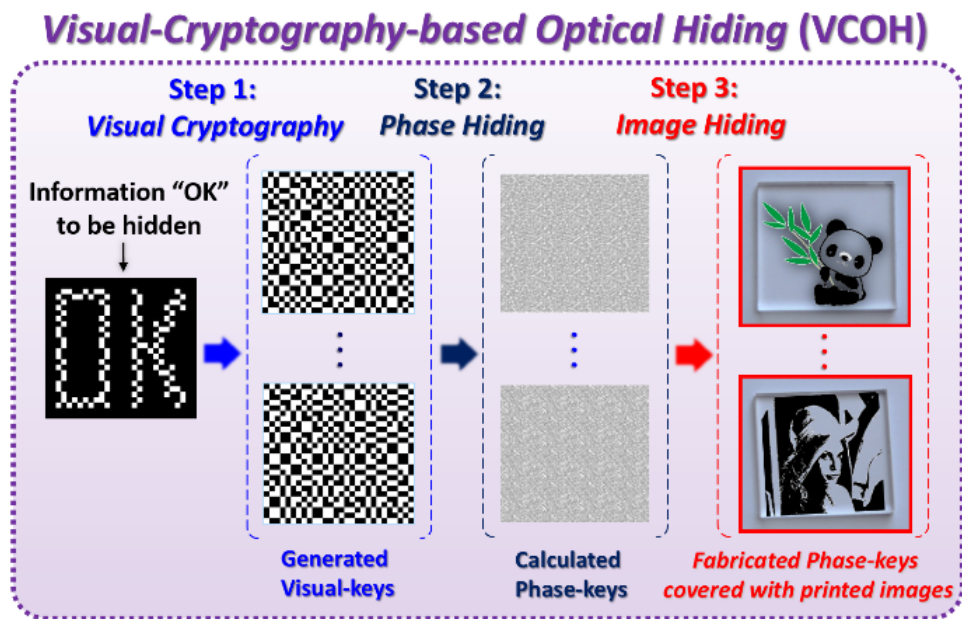 Visual-Cryptography-based Optical Hiding (VCOH)
Step 1:
Visual Cryptography
Step 2:
Phase Hiding
Step 3:
Image Hiding
Information “OK”
to be hidden
OK
Generated
Visual-keys
Calculated
Phase-keys
Fabricated Phase-keys
covered with printed images